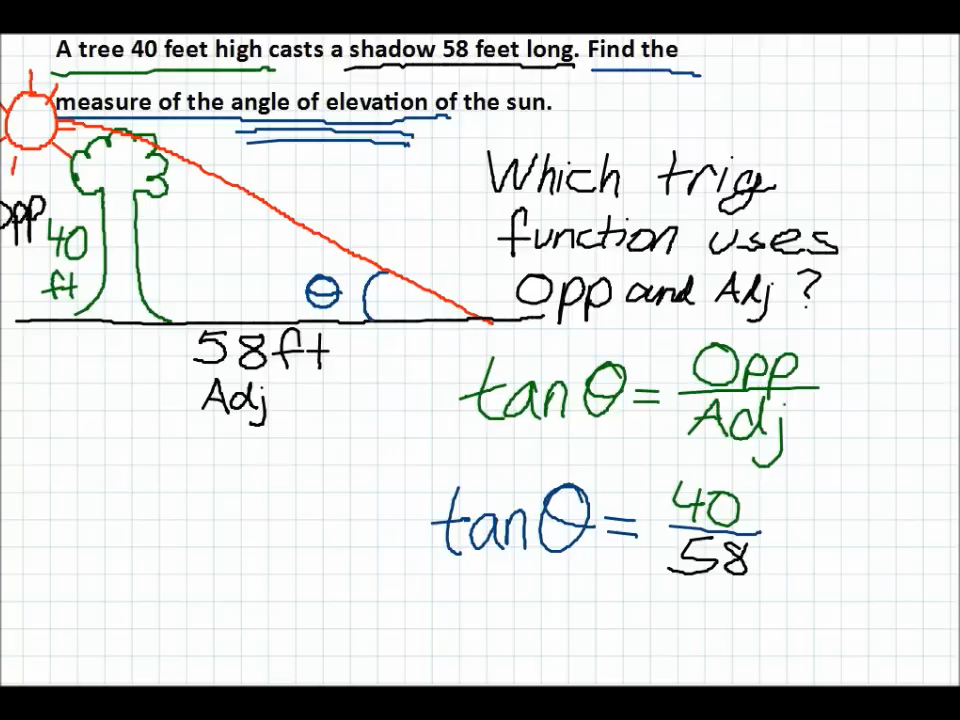 A tree 40 feet high casts a shadow 58 feet long. Find the
measure of the angle of elevation of the sun.
Which trig
function uses
Opp and Adj ?
Opp
40
ft
θ
58ft
Adj
tanθ = Opp
Adj
tanθ = 40
58